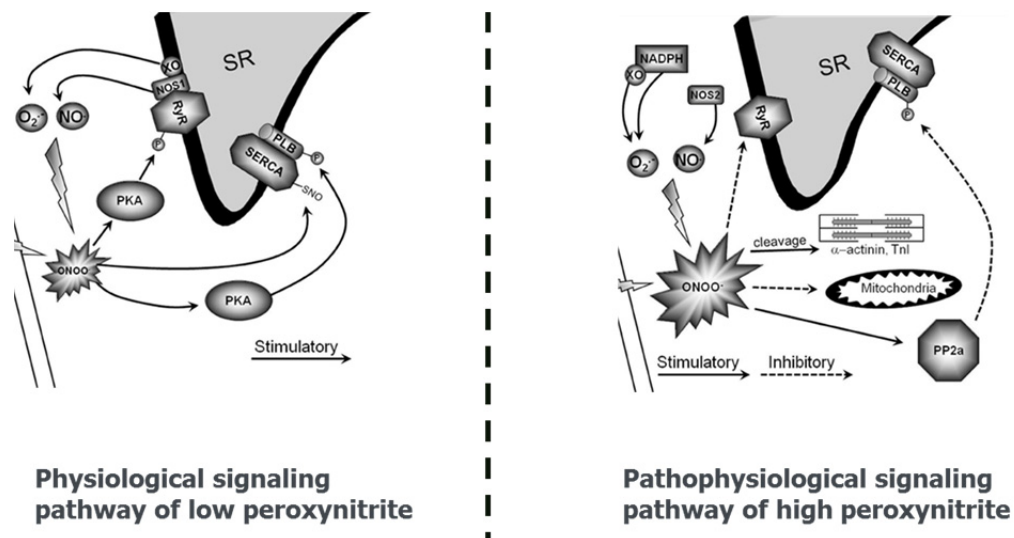 XO
NOS1
RyR
P
SR
O₂·-
NO·
PLB
P
SERCA
SNO
PKA
ONOO
PKA
Stimulatory
Physiological signaling
pathway of low peroxynitrite
NADPH
XO
NOS2
RyR
SR
SERCA
PLB
P
O₂·-
NO·
cleavage
α–actinin, TnI
ONOO-
Mitochondria
PP2a
Stimulatory
Inhibitory
Pathophysiological signaling
pathway of high peroxynitrite